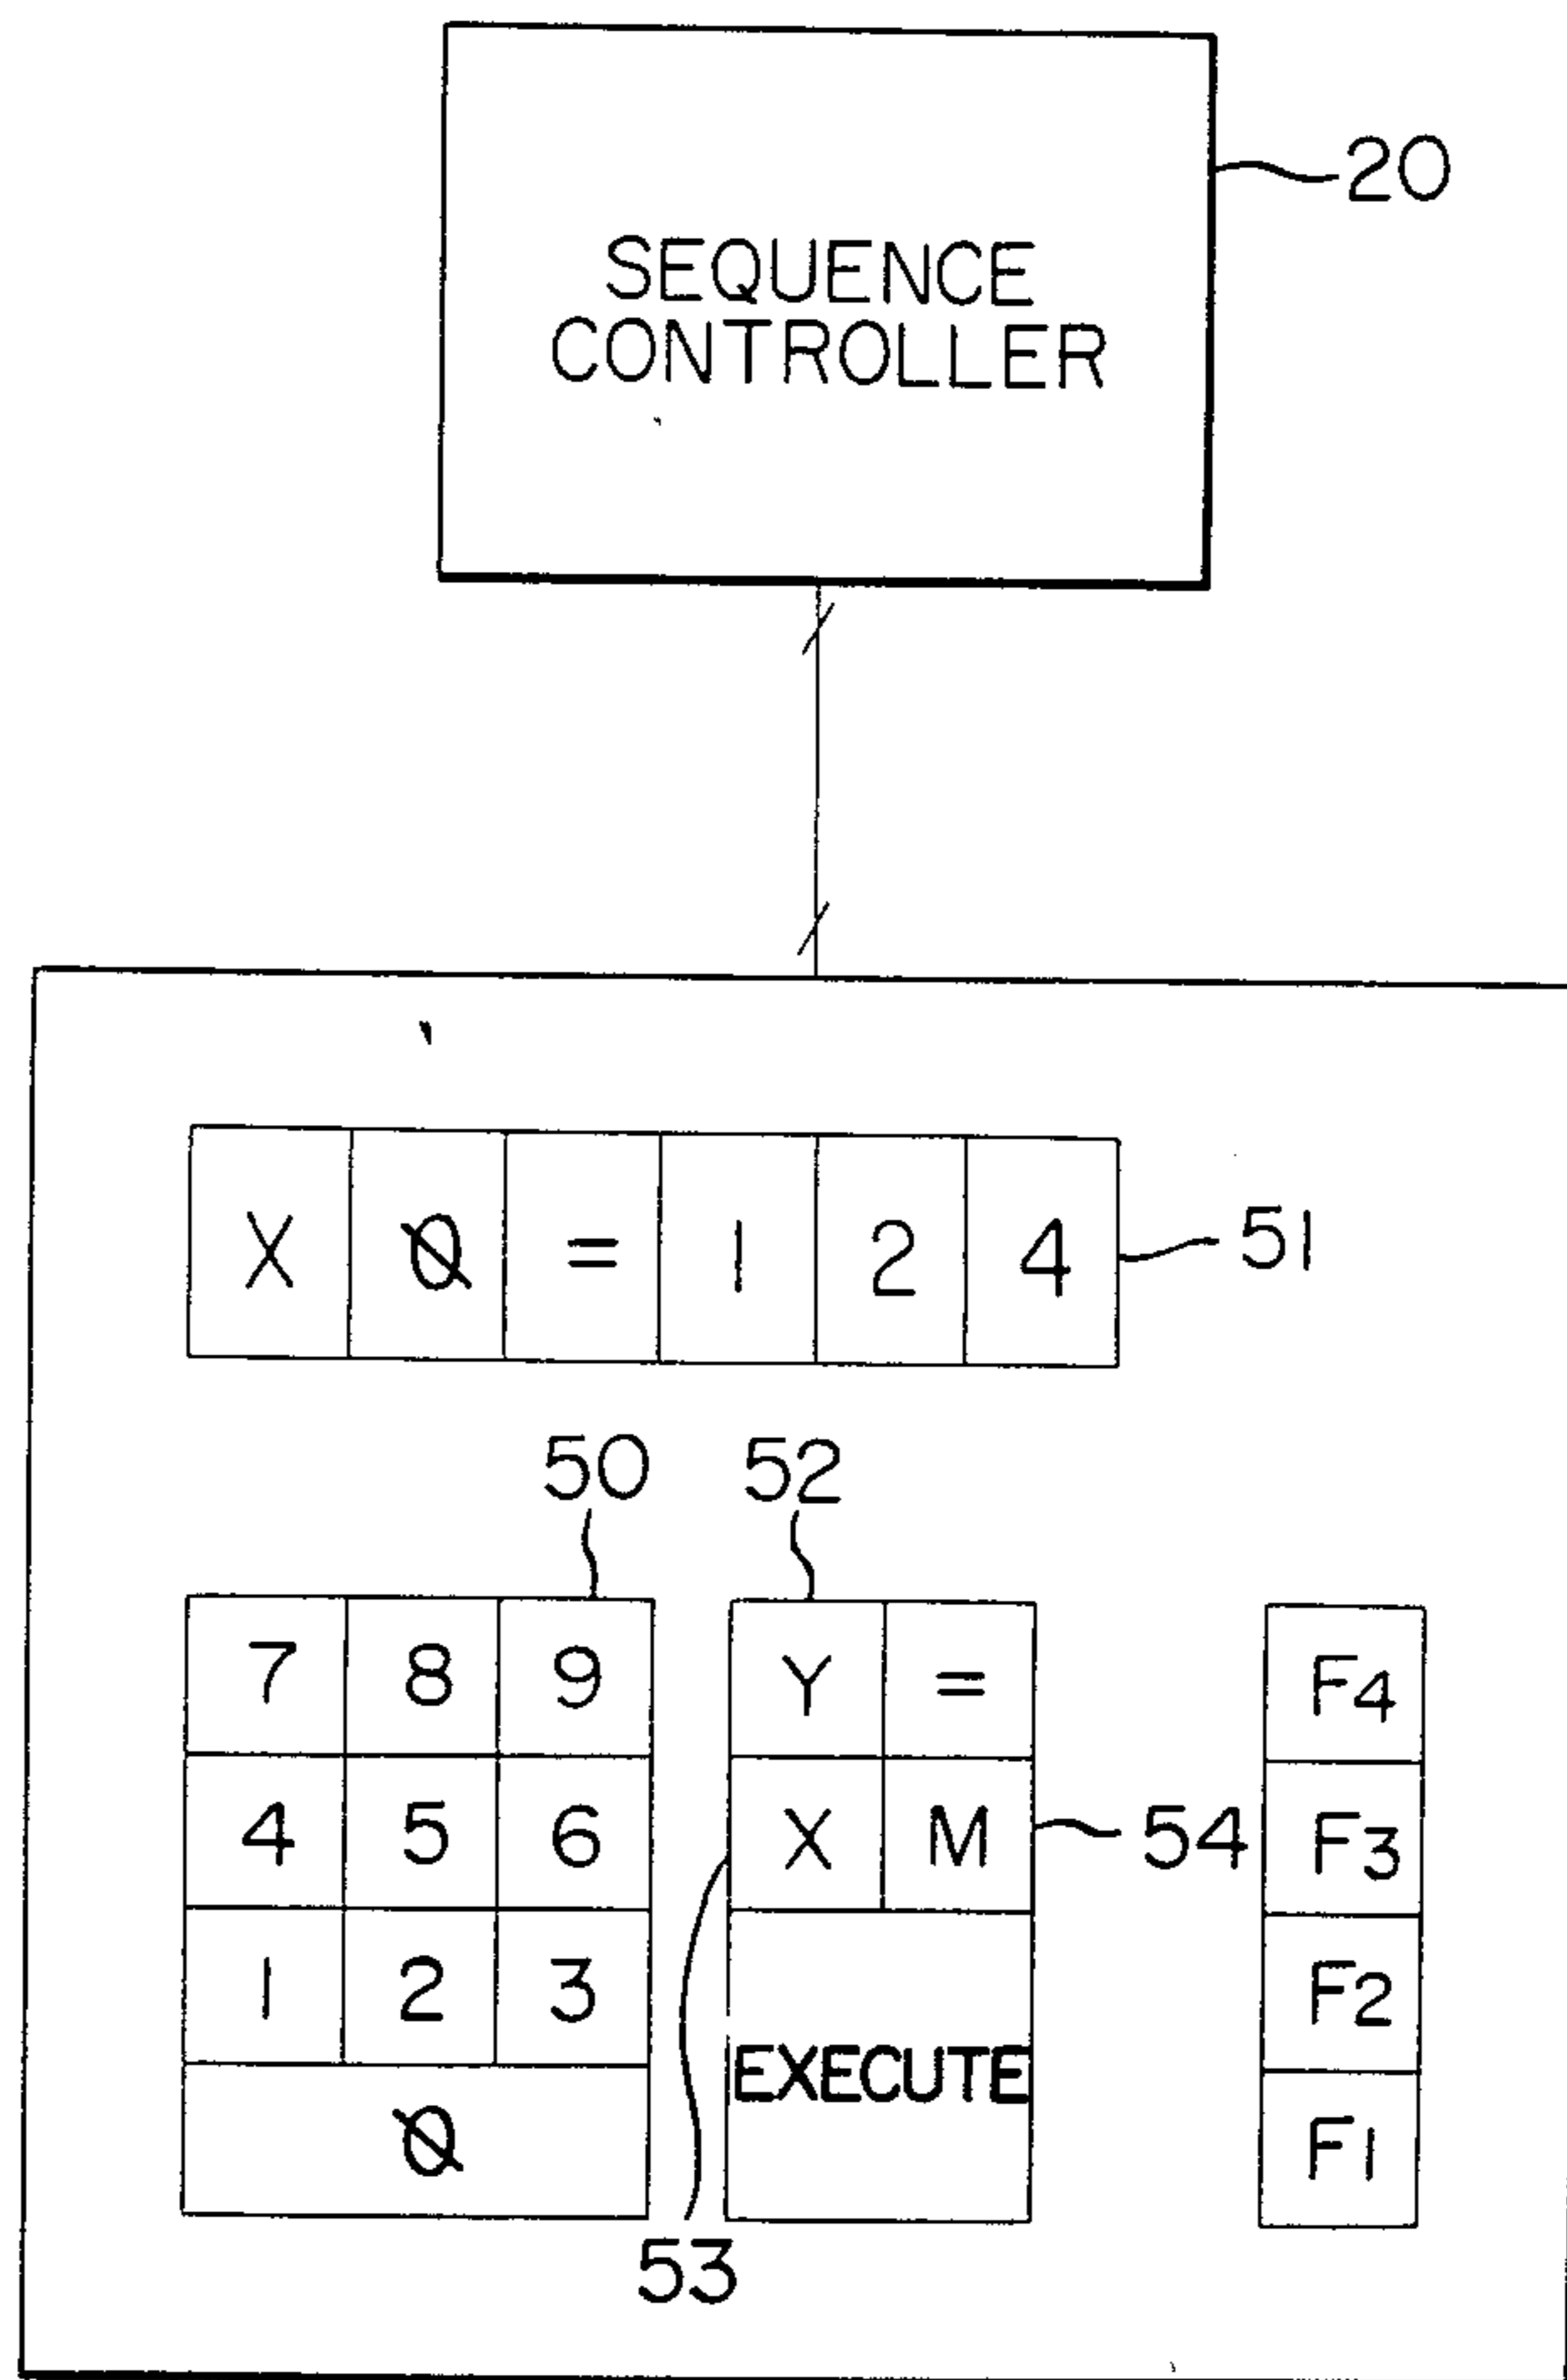 SEQUENCE
CONTROLLER
20
X Ø = 1 2 4
51
50 52
7 8 9
4 5 6
1 2 3
Ø
Y =
X M
EXECUTE
54
53
F4
F3
F2
F1